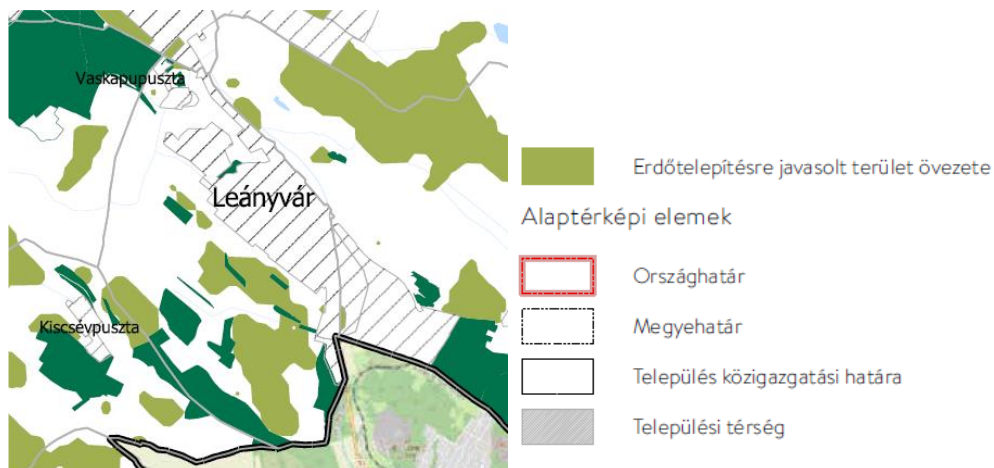 Vaskapupuszta
Leányvár
Kiscsévpuszta
Erdőtelepítésre javasolt terület övezete
Alaptérképi elemek
Országhatár
Megyehatár
Település közigazgatási határa
Települési térség